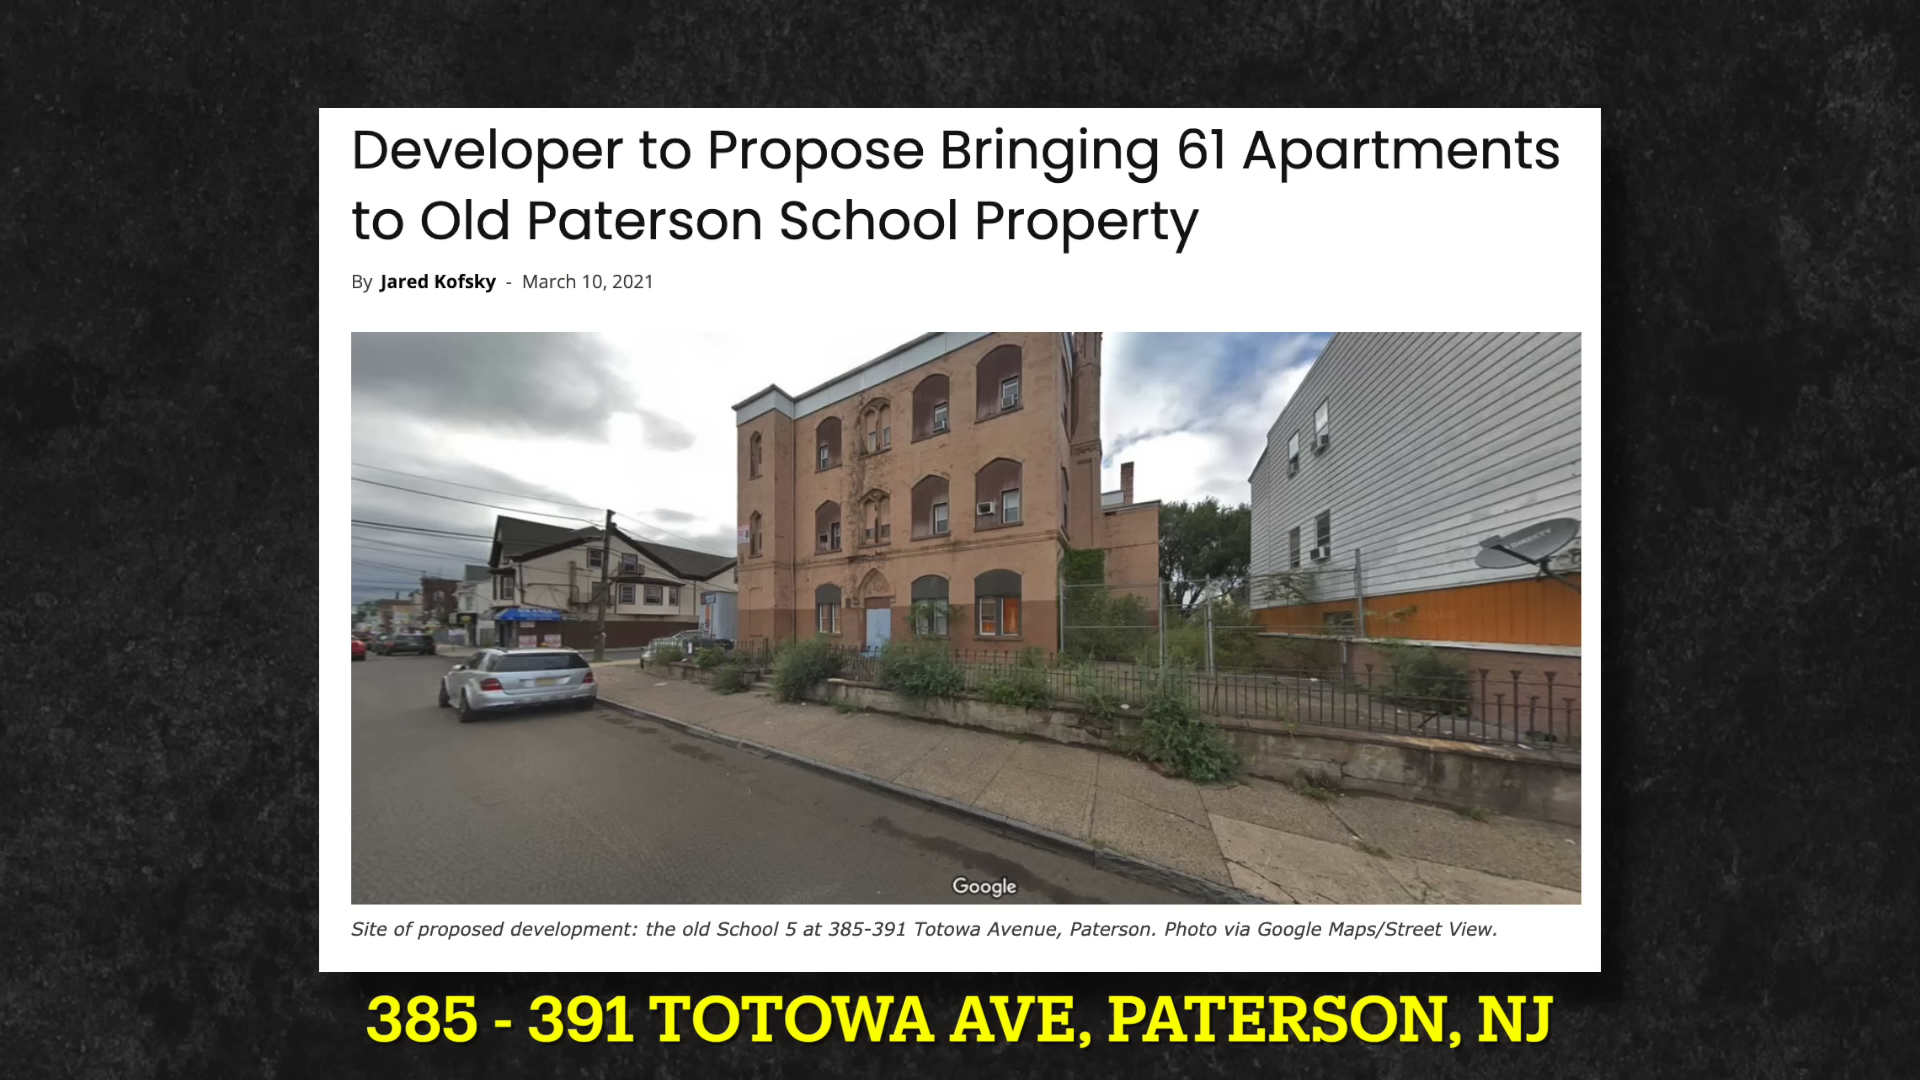 Developer to Propose Bringing 61 Apartments
to Old Paterson School Property
By Jared Kofsky - March 10, 2021
Google
Site of proposed development: the old School 5 at 385-391 Totowa Avenue, Paterson. Photo via Google Maps/Street View.
385 - 391 TOTOWA AVE, PATERSON, NJ